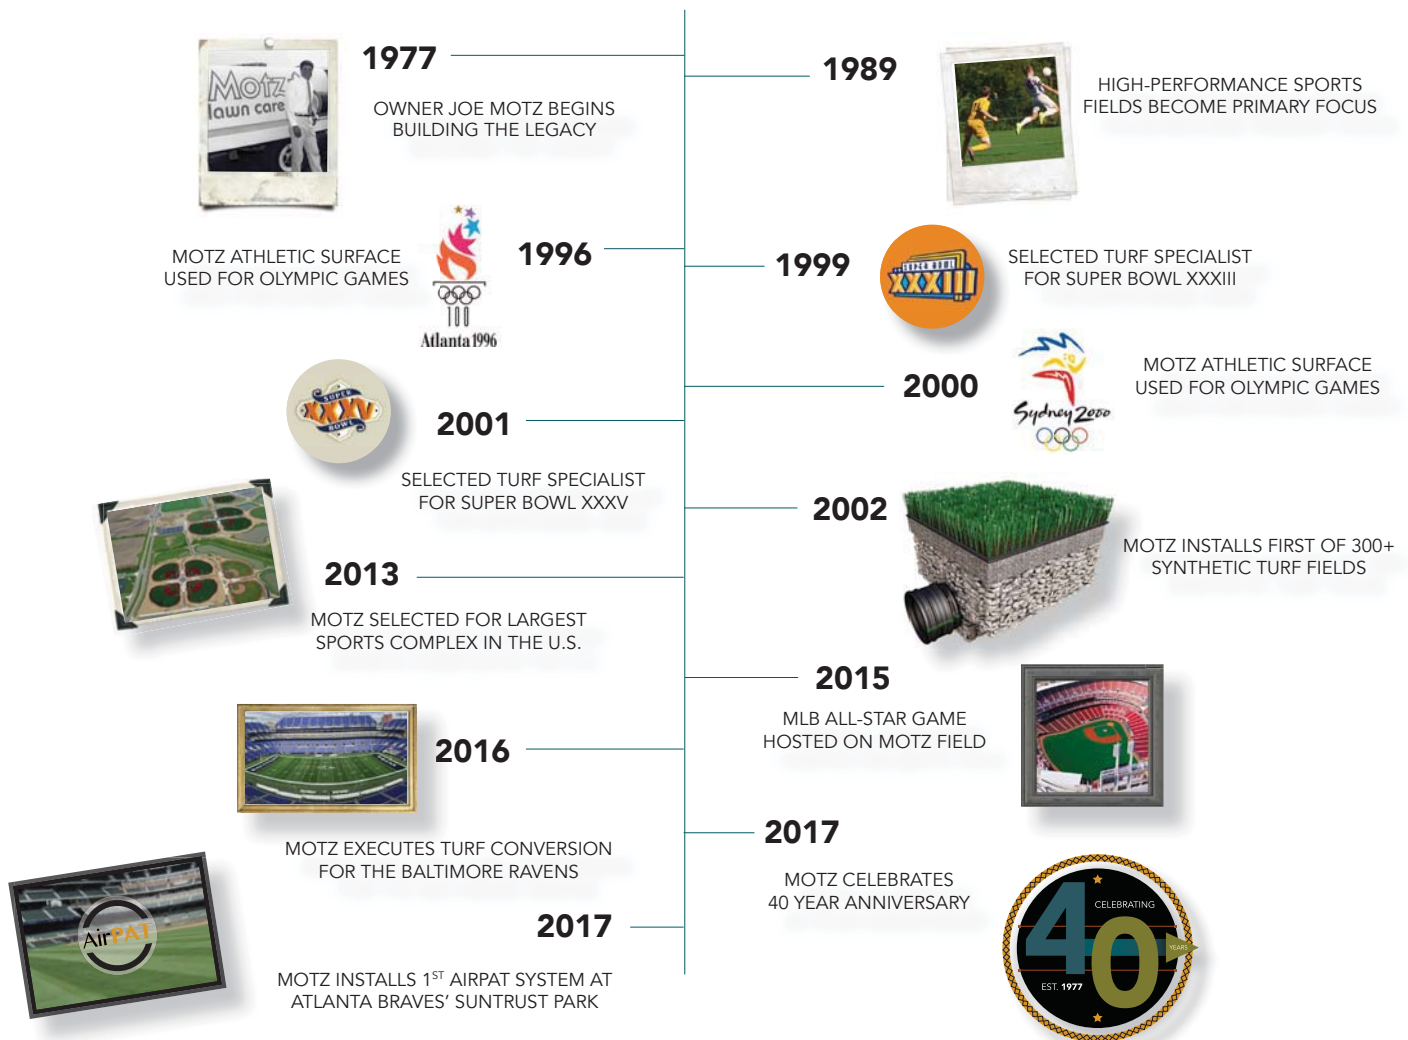 1977
OWNER JOE MOTZ BEGINS
BUILDING THE LEGACY
Motz
lawn care
1989
HIGH-PERFORMANCE SPORTS
FIELDS BECOME PRIMARY FOCUS
MOTZ ATHLETIC SURFACE
USED FOR OLYMPIC GAMES
Atlanta 1996
1996
1999
SUPER BOWL
XXXIII
SELECTED TURF SPECIALIST
FOR SUPER BOWL XXXIII
2000
Sydney 2000
MOTZ ATHLETIC SURFACE
USED FOR OLYMPIC GAMES
SUPER
XXXV
BOWL
2001
SELECTED TURF SPECIALIST
FOR SUPER BOWL XXXV
2002
MOTZ INSTALLS FIRST OF 300+
SYNTHETIC TURF FIELDS
2013
MOTZ SELECTED FOR LARGEST
SPORTS COMPLEX IN THE U.S.
2015
MLB ALL-STAR GAME
HOSTED ON MOTZ FIELD
2016
MOTZ EXECUTES TURF CONVERSION
FOR THE BALTIMORE RAVENS
2017
MOTZ CELEBRATES
40 YEAR ANNIVERSARY
CELEBRATING
40
YEARS
EST. 1977
AirPAT
2017
MOTZ INSTALLS 1ST AIRPAT SYSTEM AT
ATLANTA BRAVES' SUNTRUST PARK